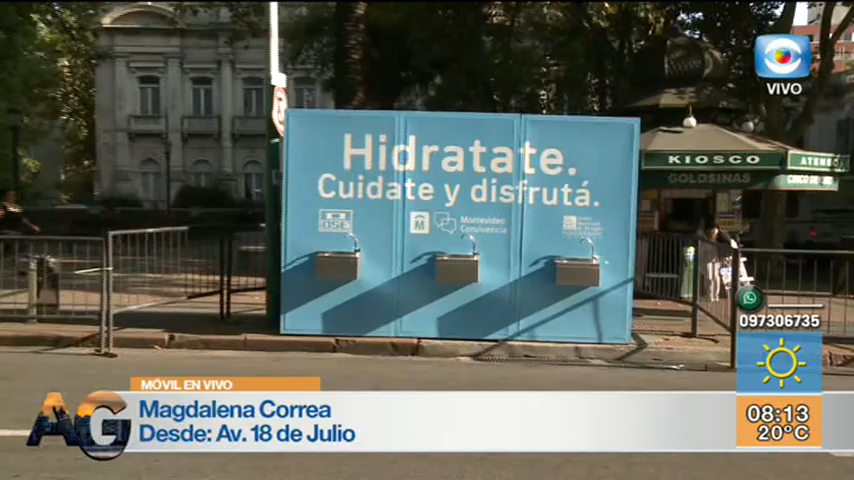 VIVO
Hidratate.
Cuidate y disfrutá.
OSE
M
Montevideo
Convivencia
KIOSCO
GOLOSINAS
097306735
MÓVIL EN VIVO
AG
Magdalena Correa
Desde: Av. 18 de Julio
08:13
20°C